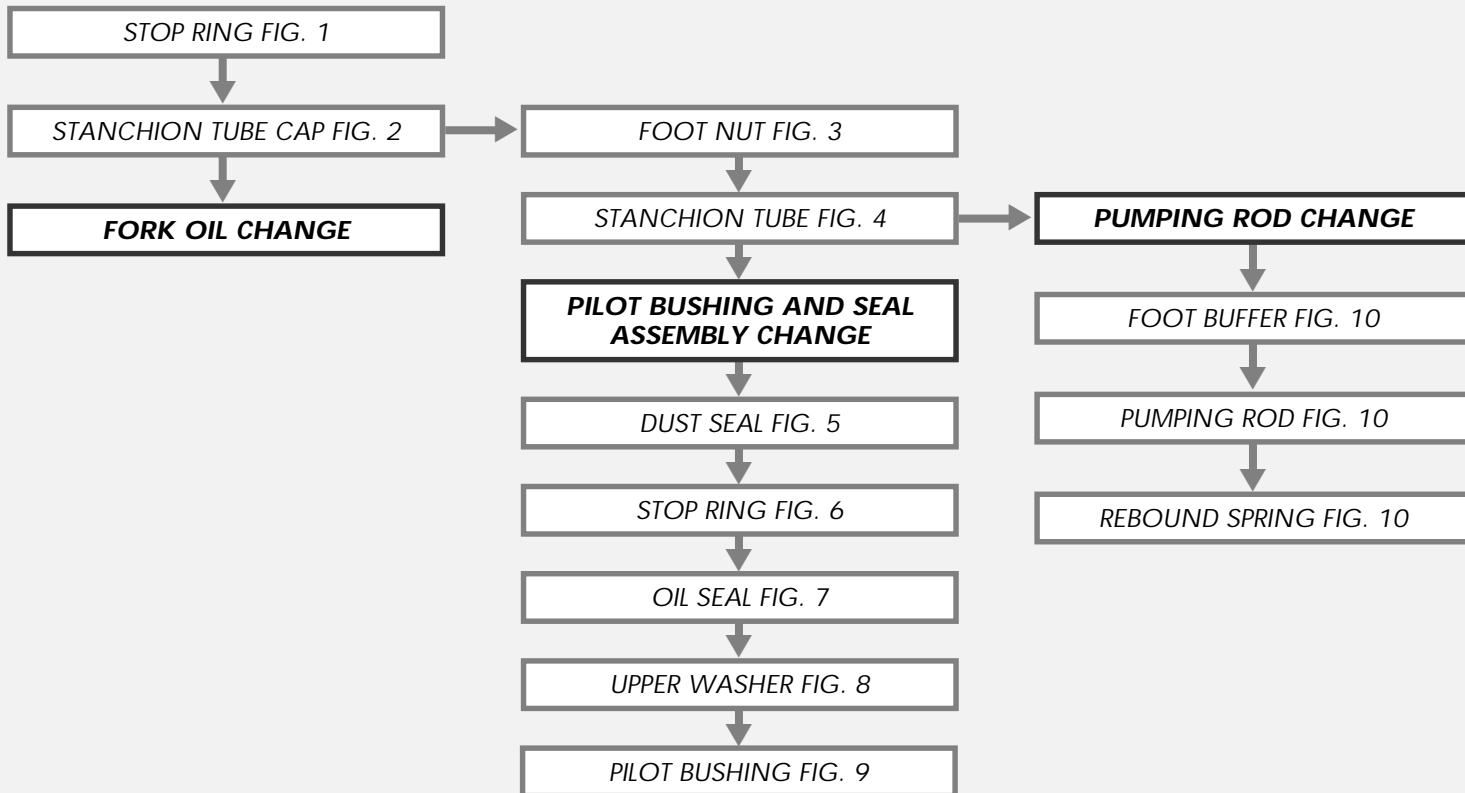 STOP RING FIG. 1
STANCHION TUBE CAP FIG. 2
FORK OIL CHANGE
FOOT NUT FIG. 3
STANCHION TUBE FIG. 4
PILOT BUSHING AND SEAL
ASSEMBLY CHANGE
DUST SEAL FIG. 5
STOP RING FIG. 6
OIL SEAL FIG. 7
UPPER WASHER FIG. 8
PILOT BUSHING FIG. 9
PUMPING ROD CHANGE
FOOT BUFFER FIG. 10
PUMPING ROD FIG. 10
REBOUND SPRING FIG. 10